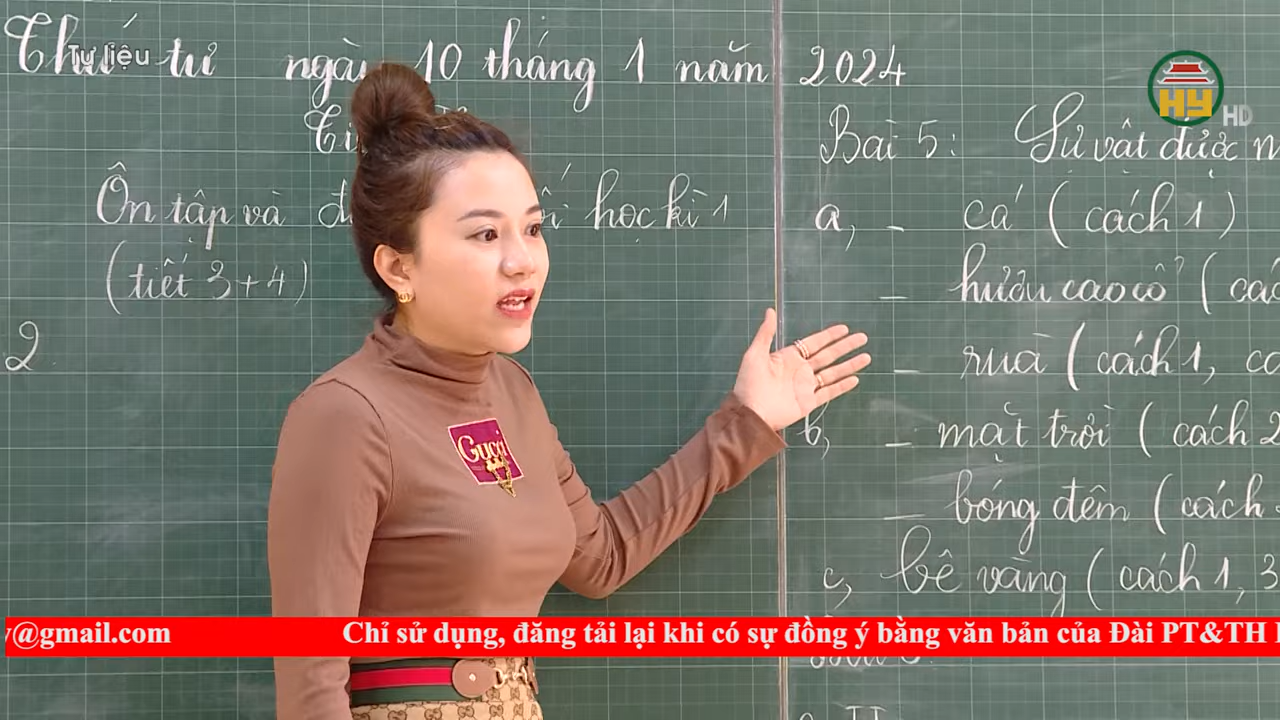 Tự liệu
Thứ tư ngày 10 tháng 1 năm 2024
HY HD
Ôn tập và học kì 1
(tiết 3+4)
2
Bài 5: Sự vật được
a, - cá (cách 1)
- hươu cao cổ (
- rùa (cách 1,
b, - mặt trời (cách 2
- bóng đêm (cách
c, bê vàng (cách 1, 3
Gucci
y@gmail.com Chỉ sử dụng, đăng tải lại khi có sự đồng ý bằng văn bản của Đài PT&TH